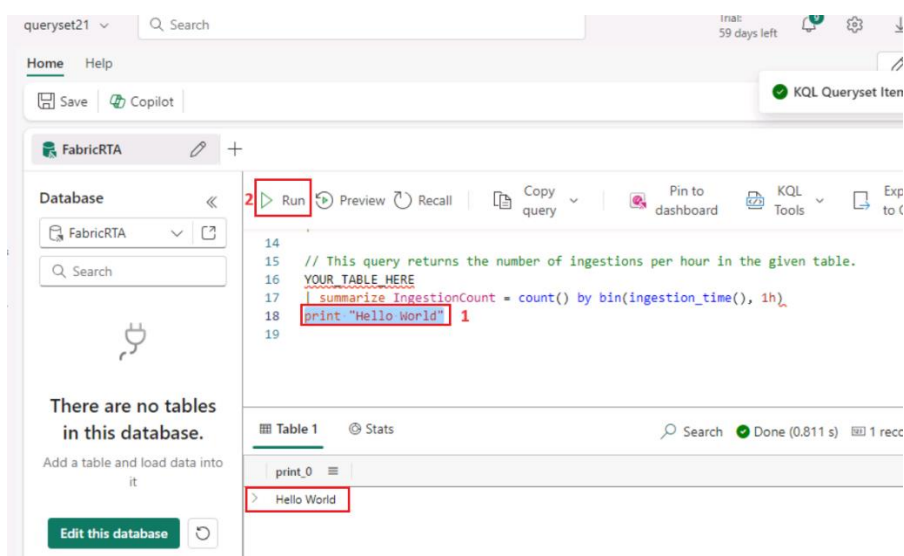 queryset21
Search
Trial:
59 days left
Home Help
Save Copilot
KQL Queryset Item
FabricRTA
Database
FabricRTA
Search
There are no tables
in this database.
Add a table and load data into
it
Edit this database
2 Run Preview Recall Copy
query Pin to
dashboard KQL
Tools Exp
to
14
15 // This query returns the number of ingestions per hour in the given table.
16 YOUR_TABLE_HERE
17 | summarize IngestionCount = count() by bin(ingestion_time(), 1h)
18 print "Hello World" 1
19
Table 1 Stats Search Done (0.811 s) 1 reco
print_0
Hello World